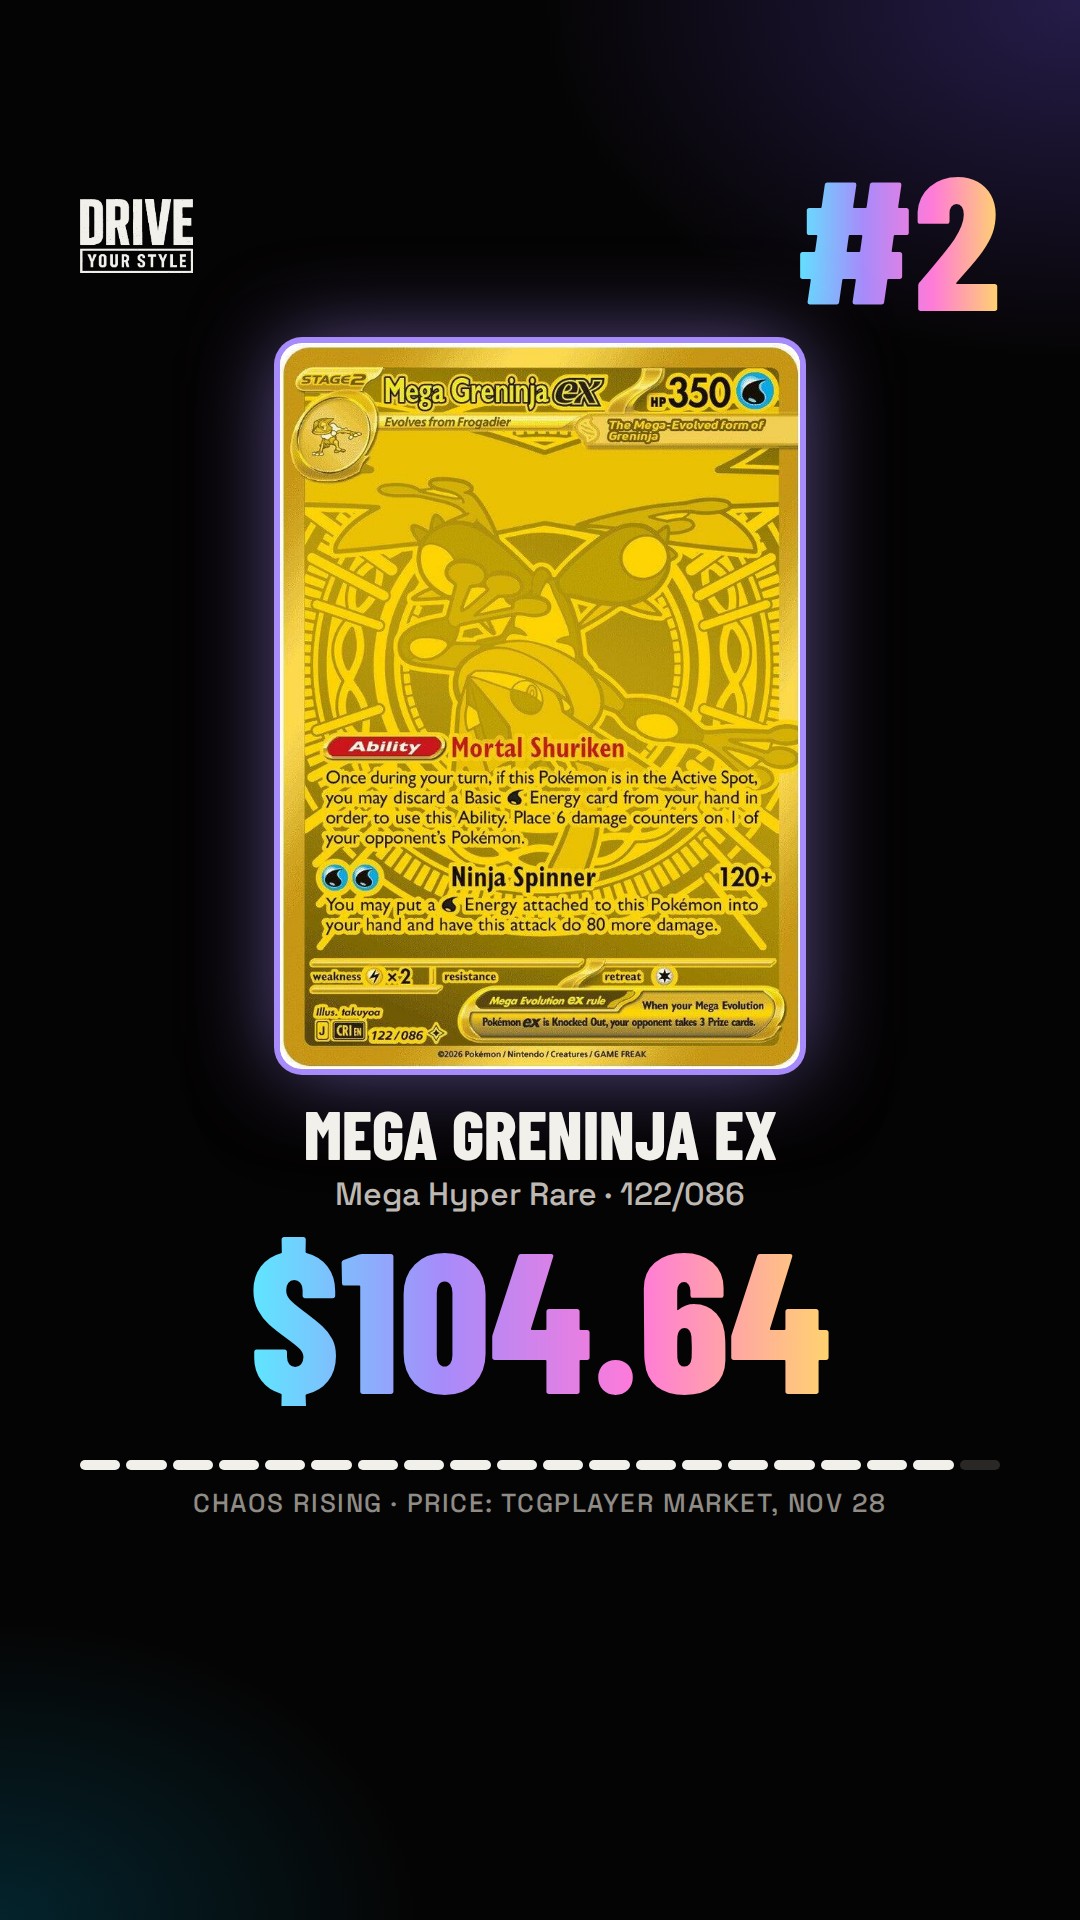 DRIVE
YOUR STYLE
#2
STAGE2
Mega Greninja ex
HP 350
Evolves from Frogadier
The Mega-Evolved form of
Greninja
Ability Mortal Shuriken
Once during your turn, if this Pokémon is in the Active Spot,
you may discard a Basic Energy card from your hand in
order to use this Ability. Place 6 damage counters on 1 of
your opponent's Pokémon.
Ninja Spinner 120+
You may put a Energy attached to this Pokémon into
your hand and have this attack do 80 more damage.
weakness ×2 resistance retreat
Mega Evolution ex rule When your Mega Evolution
Pokémon ex is Knocked Out, your opponent takes 3 Prize cards.
Illus. takuyoa
J CRI EN 122/086
©2026 Pokémon / Nintendo / Creatures / GAME FREAK
MEGA GRENINJA EX
Mega Hyper Rare · 122/086
$104.64
CHAOS RISING · PRICE: TCGPLAYER MARKET, NOV 28